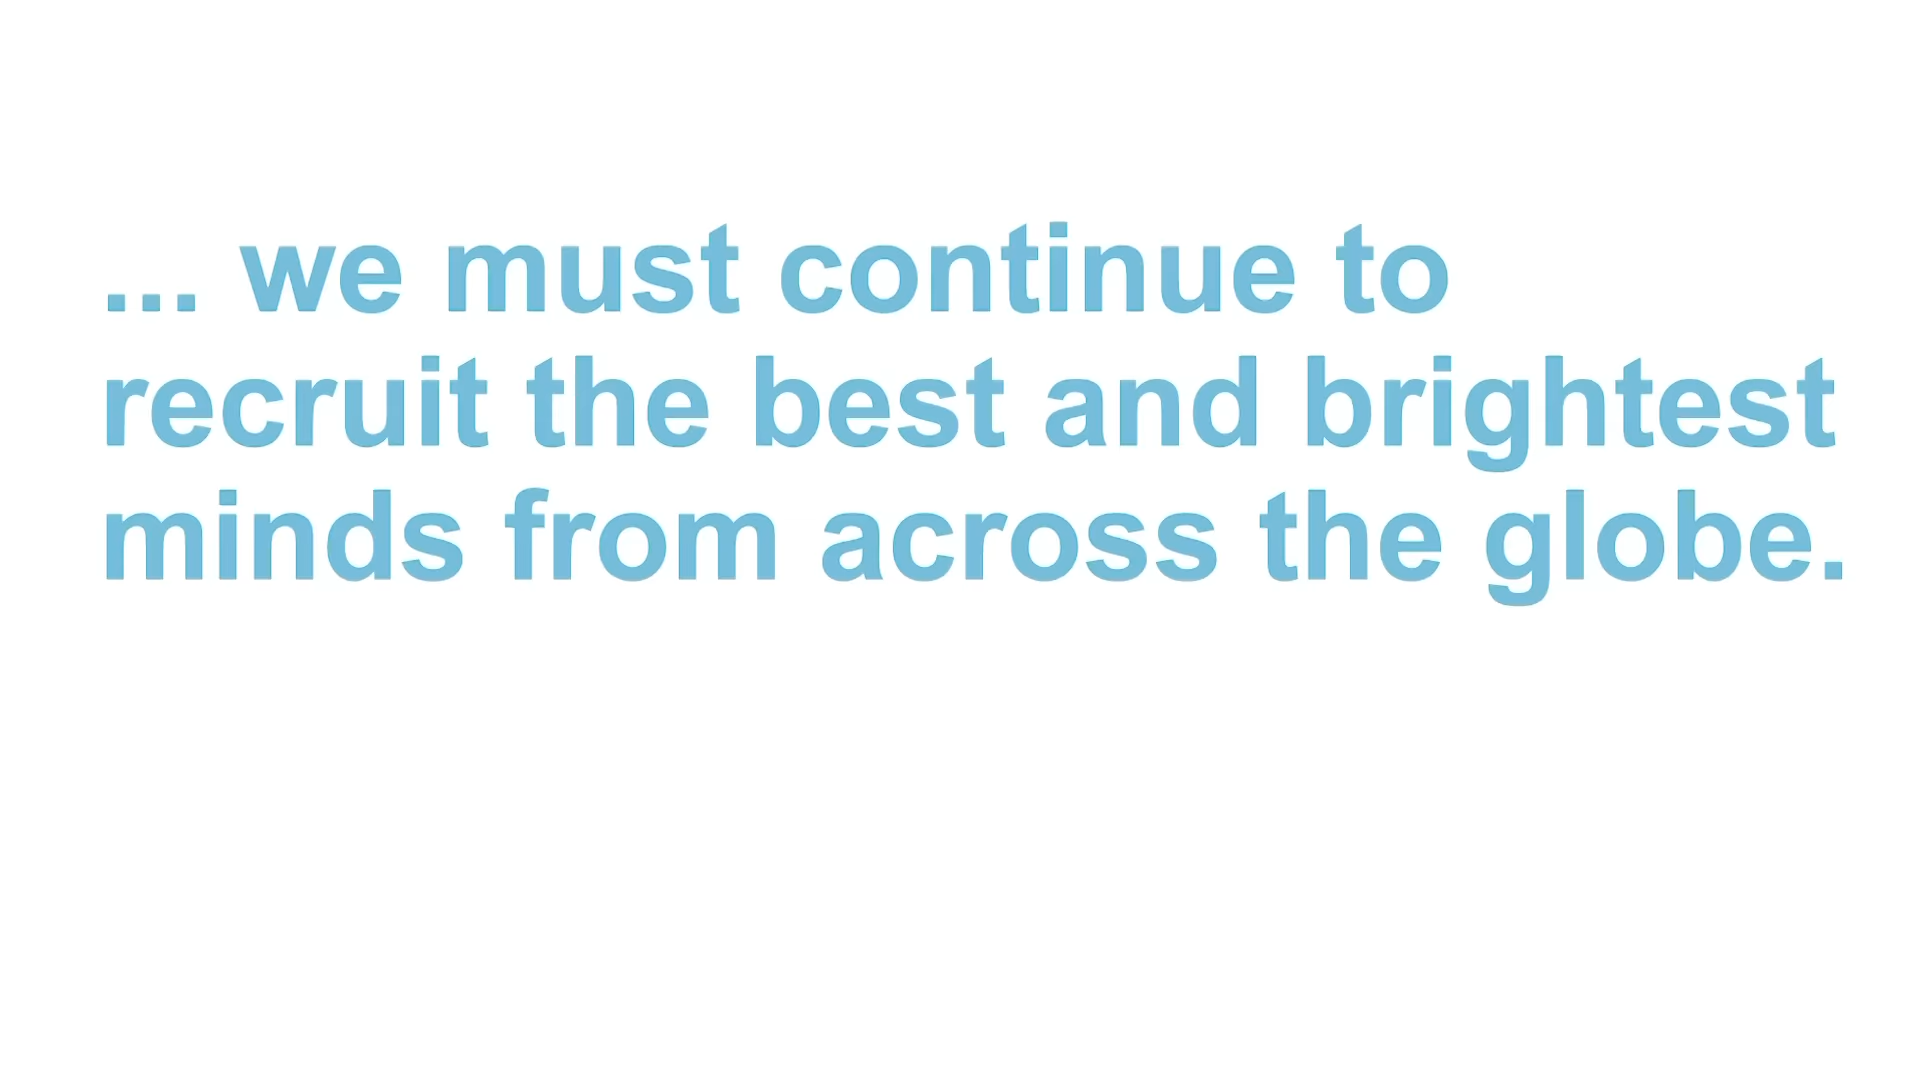 ... we must continue to
recruit the best and brightest
minds from across the globe.